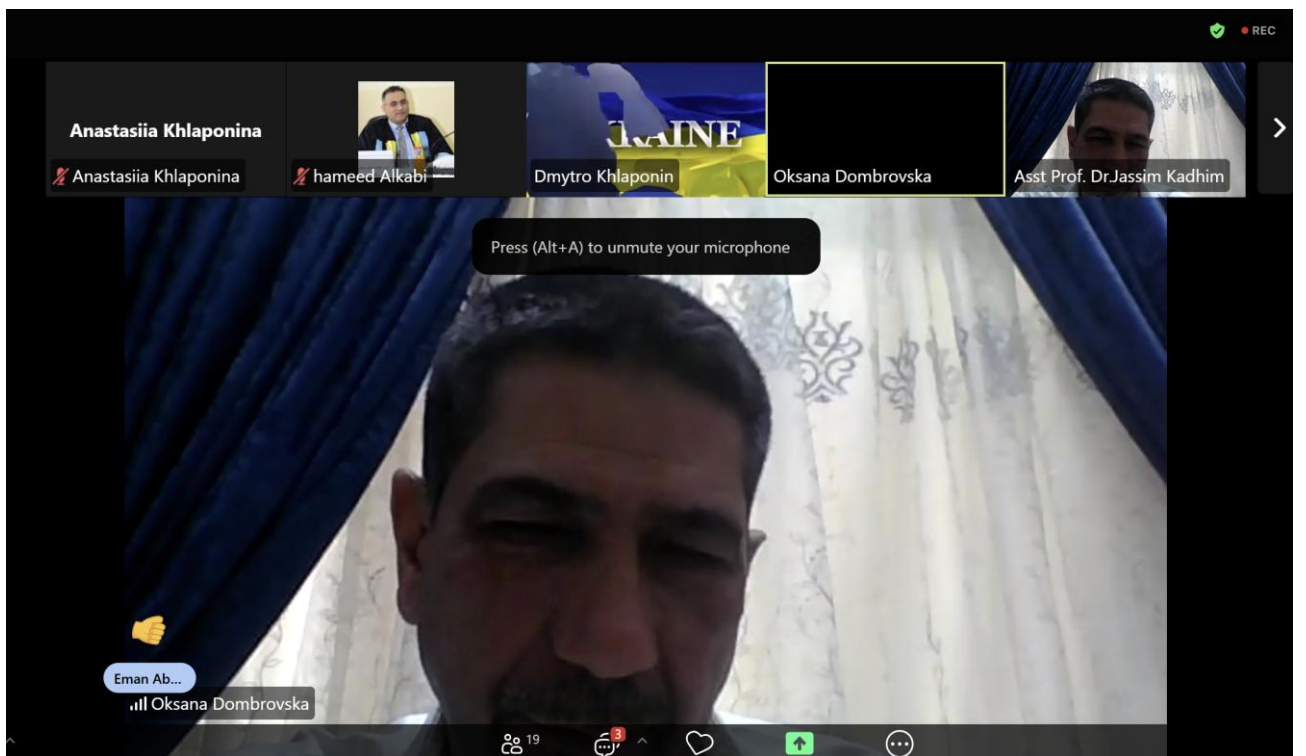 REC
Anastasiia Khlaponina
Anastasiia Khlaponina
hameed Alkabi
UKRAINE
Dmytro Khlaponin
Oksana Dombrovska
Asst Prof. Dr.Jassim Kadhim
Press (Alt+A) to unmute your microphone
Eman Ab...
Oksana Dombrovska
19
3